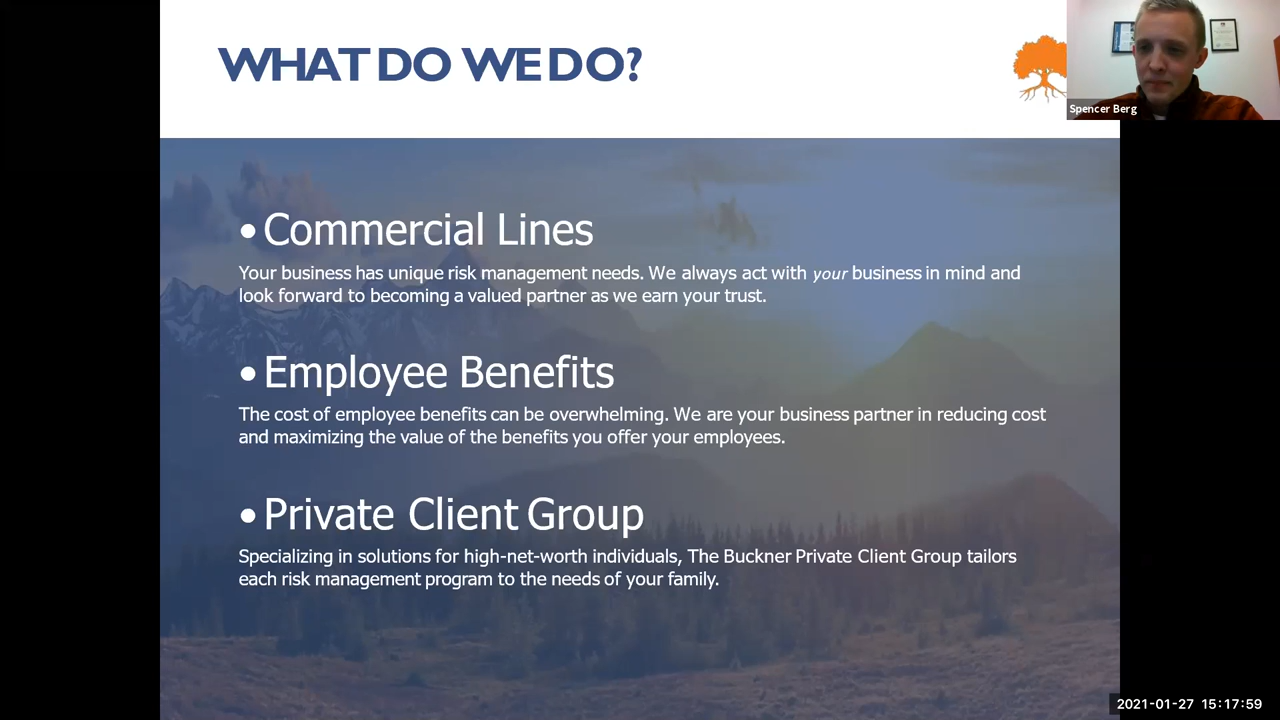 WHAT DO WE DO?
Spencer Berg
• Commercial Lines
Your business has unique risk management needs. We always act with your business in mind and
look forward to becoming a valued partner as we earn your trust.
• Employee Benefits
The cost of employee benefits can be overwhelming. We are your business partner in reducing cost
and maximizing the value of the benefits you offer your employees.
• Private Client Group
Specializing in solutions for high-net-worth individuals, The Buckner Private Client Group tailors
each risk management program to the needs of your family.
2021-01-27 15:17:59